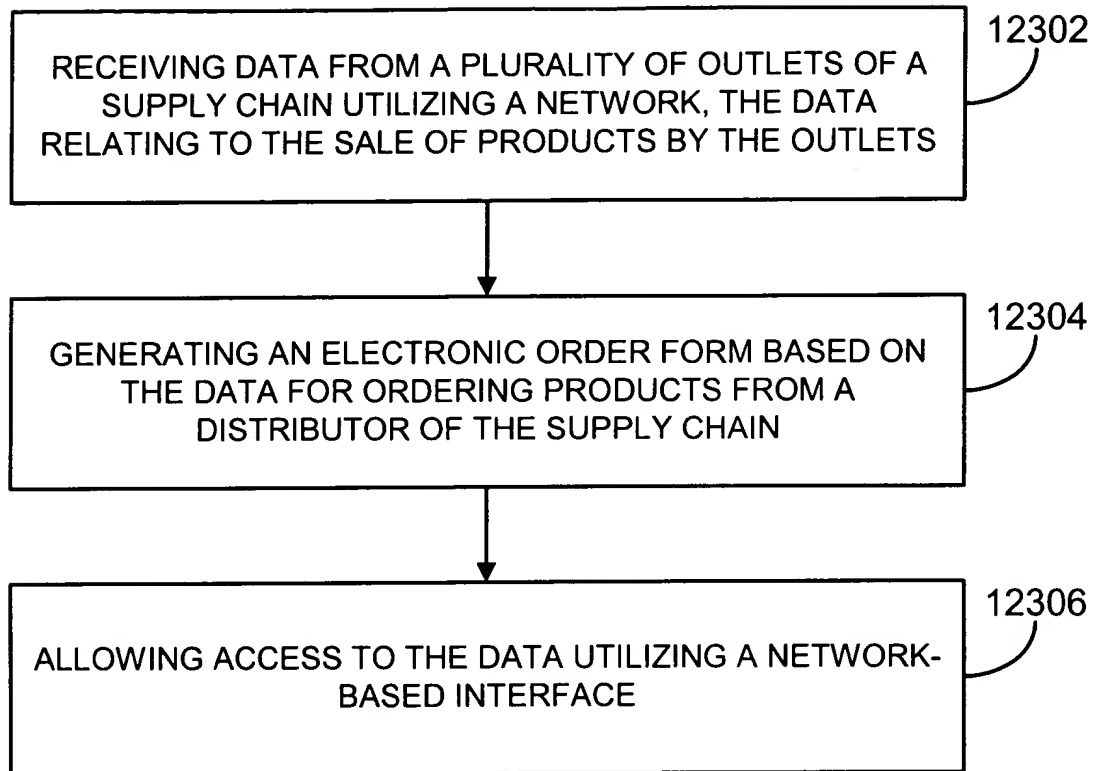 12302
RECEIVING DATA FROM A PLURALITY OF OUTLETS OF A
SUPPLY CHAIN UTILIZING A NETWORK, THE DATA
RELATING TO THE SALE OF PRODUCTS BY THE OUTLETS
12304
GENERATING AN ELECTRONIC ORDER FORM BASED ON
THE DATA FOR ORDERING PRODUCTS FROM A
DISTRIBUTOR OF THE SUPPLY CHAIN
12306
ALLOWING ACCESS TO THE DATA UTILIZING A NETWORK-
BASED INTERFACE